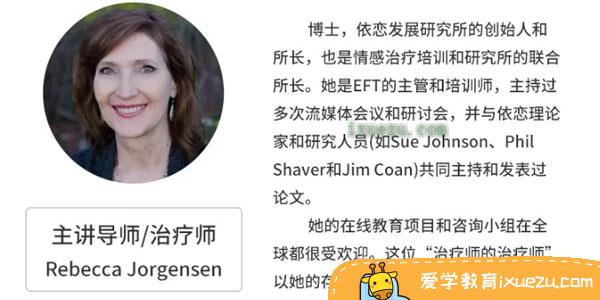 主讲导师/治疗师
Rebecca Jorgensen
博士，依恋发展研究所的创始人和
所长，也是情感治疗培训和研究所的联合
所长。她是EFT的主管和培训师，主持过
多次流媒体会议和研讨会，并与依恋理论
家和研究人员(如Sue Johnson、Phil
Shaver和Jim Coan)共同主持和发表过
论文。
她的在线教育项目和咨询小组在全
球都很受欢迎。这位“治疗师的治疗师”
以她的存
ixuezu.com
爱学教育ixuezu.com